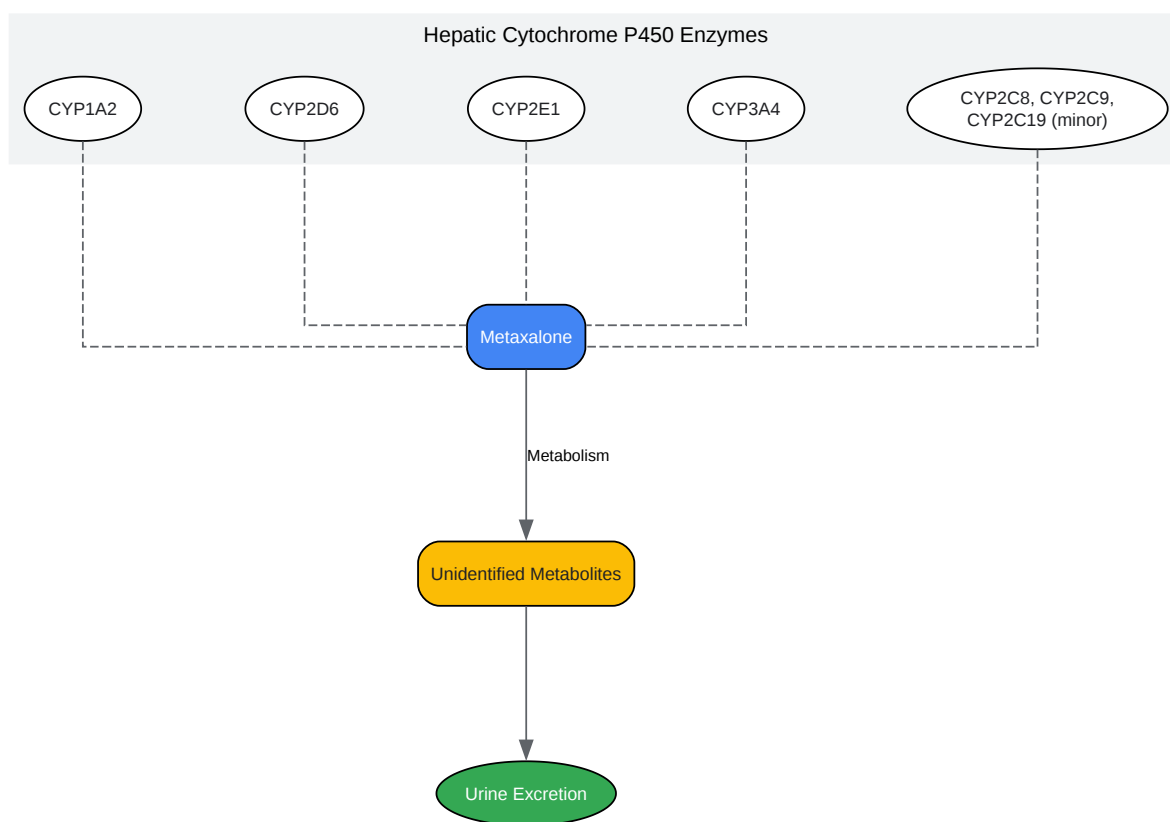 Hepatic Cytochrome P450 Enzymes
CYP1A2
CYP2D6
CYP2E1
CYP3A4
CYP2C8, CYP2C9,
CYP2C19 (minor)
Metaxalone
Metabolism
Unidentified Metabolites
Urine Excretion